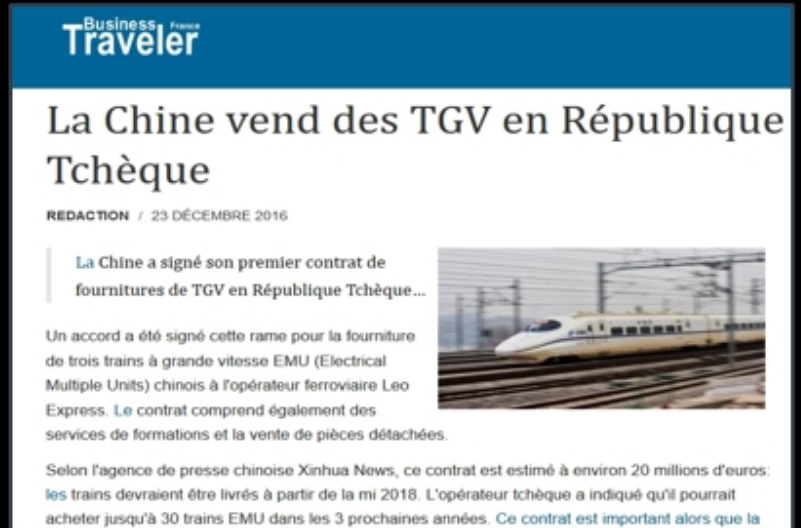 Business France
Traveler
La Chine vend des TGV en République
Tchèque
REDACTION / 23 DÉCEMBRE 2016
La Chine a signé son premier contrat de
fournitures de TGV en République Tchèque...
Un accord a été signé cette rame pour la fourniture
de trois trains à grande vitesse EMU (Electrical
Multiple Units) chinois à l'opérateur ferroviaire Leo
Express. Le contrat comprend également des
services de formations et la vente de pièces détachées.
Selon l'agence de presse chinoise Xinhua News, ce contrat est estimé à environ 20 millions d'euros:
les trains devraient être livrés à partir de la mi 2018. L'opérateur tchèque a indiqué qu'il pourrait
acheter jusqu'à 30 trains EMU dans les 3 prochaines années. Ce contrat est important alors que la